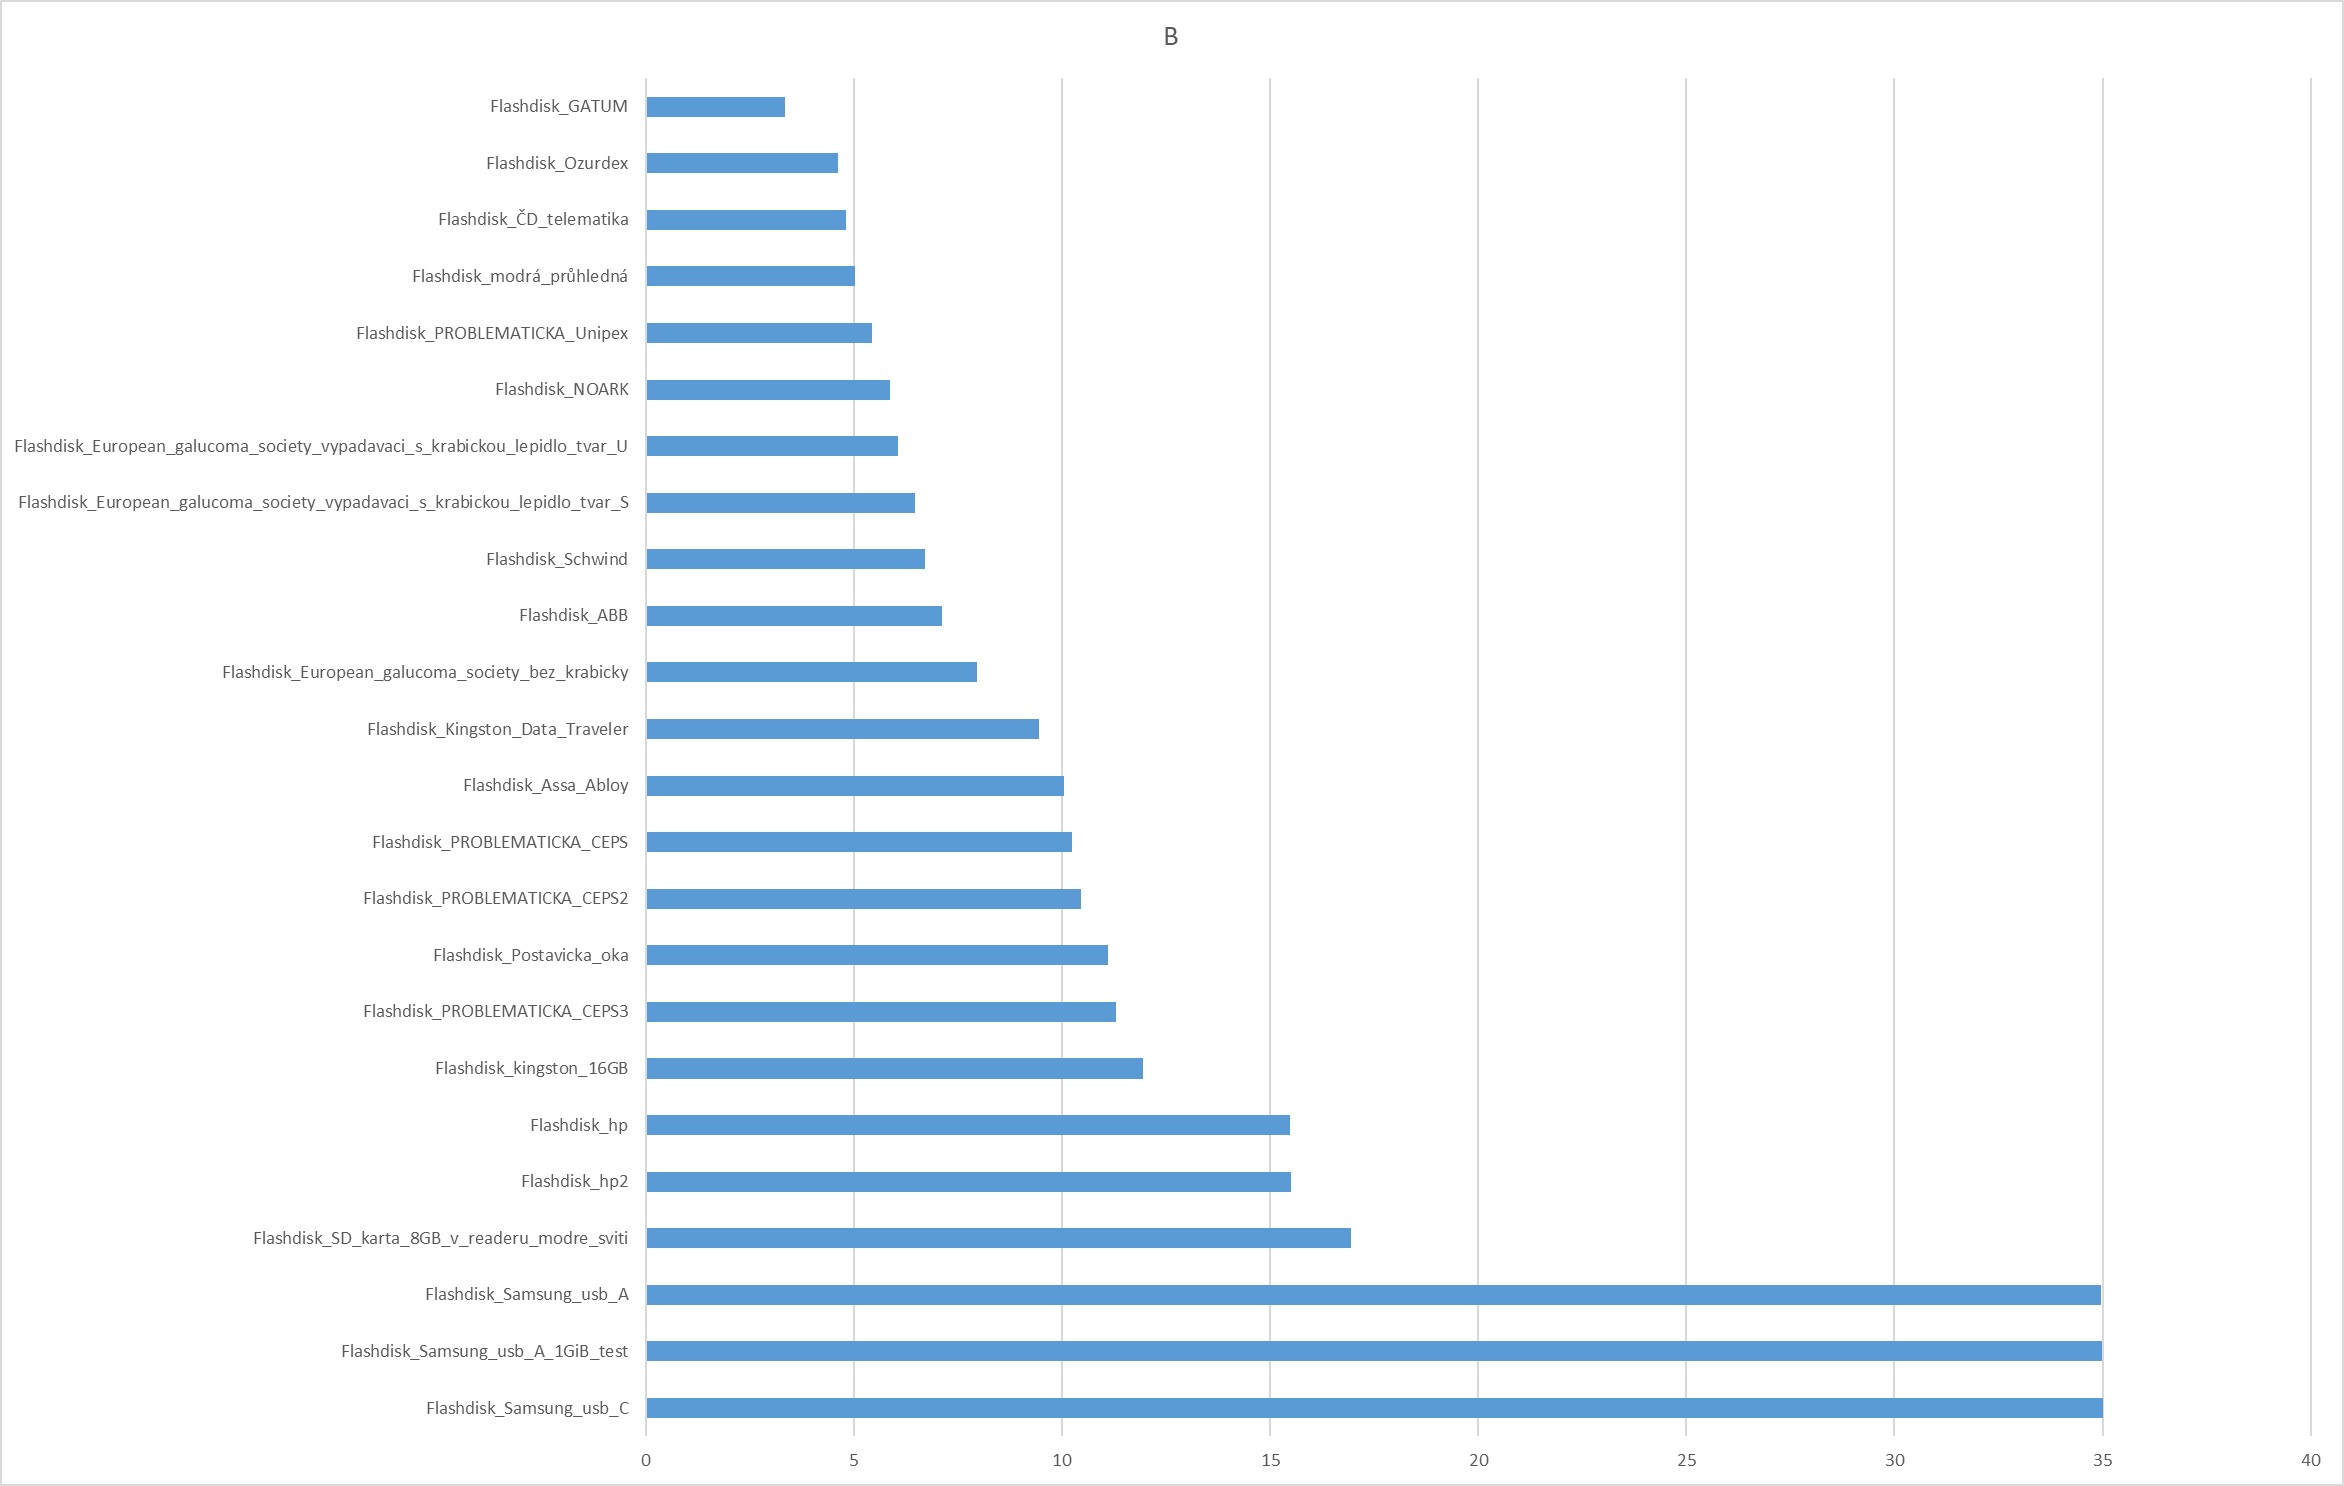 B
Flashdisk_GATUM
Flashdisk_Ozurdex
Flashdisk_ČD_telematika
Flashdisk_modrá_průhledná
Flashdisk_PROBLEMATICKA_Unipex
Flashdisk_NOARK
Flashdisk_European_galucoma_society_vypadavaci_s_krabickou_lepidlo_tvar_U
Flashdisk_European_galucoma_society_vypadavaci_s_krabickou_lepidlo_tvar_S
Flashdisk_Schwind
Flashdisk_ABB
Flashdisk_European_galucoma_society_bez_krabicky
Flashdisk_Kingston_Data_Traveler
Flashdisk_Assa_Abloy
Flashdisk_PROBLEMATICKA_CEPS
Flashdisk_PROBLEMATICKA_CEPS2
Flashdisk_Postavicka_oka
Flashdisk_PROBLEMATICKA_CEPS3
Flashdisk_kingston_16GB
Flashdisk_hp
Flashdisk_hp2
Flashdisk_SD_karta_8GB_v_readeru_modre_sviti
Flashdisk_Samsung_usb_A
Flashdisk_Samsung_usb_A_1GiB_test
Flashdisk_Samsung_usb_C
0 5 10 15 20 25 30 35 40